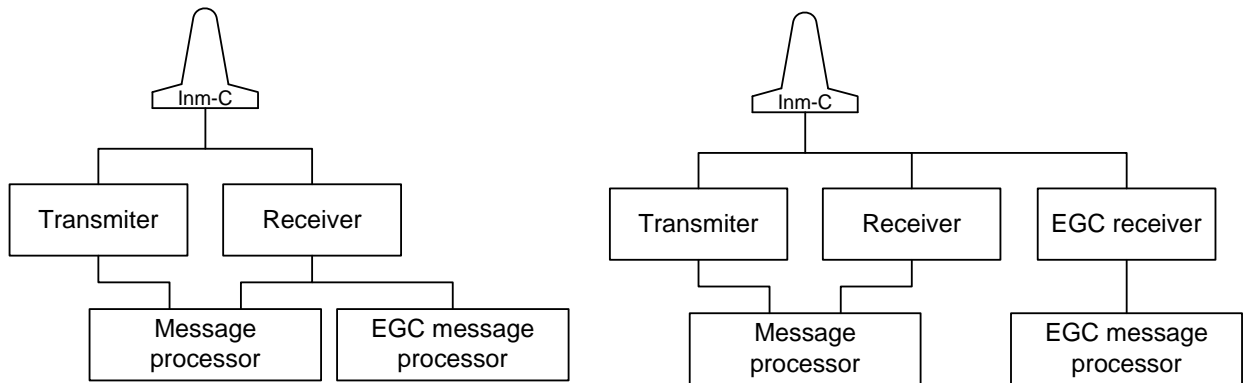 Inm-C
Transmiter
Receiver
Message
processor
EGC message
processor
Inm-C
Transmiter
Receiver
EGC receiver
Message
processor
EGC message
processor